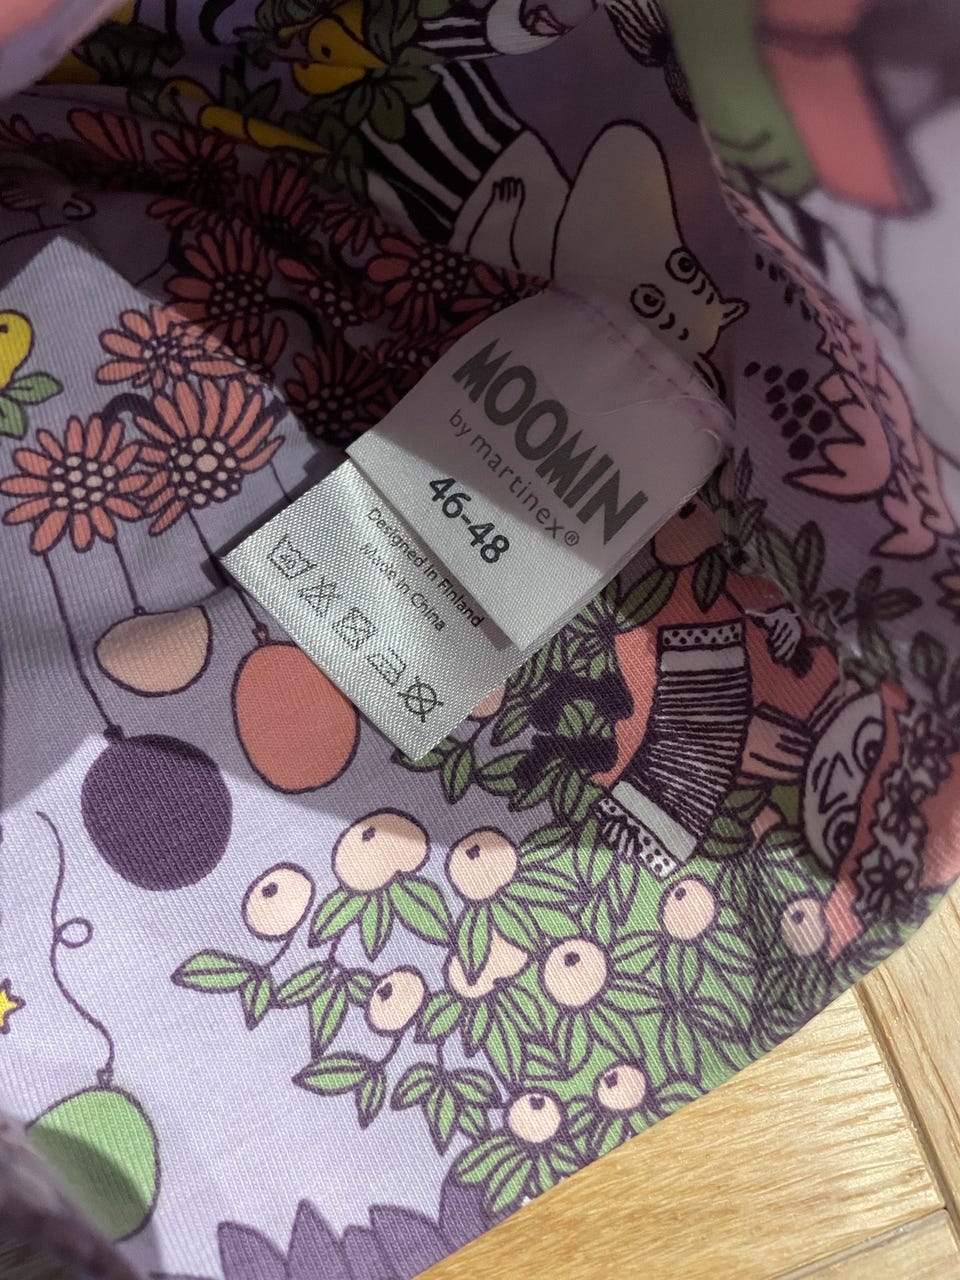 MOOMIN
by martinex®
46-48
Designed in Finland
Made in China